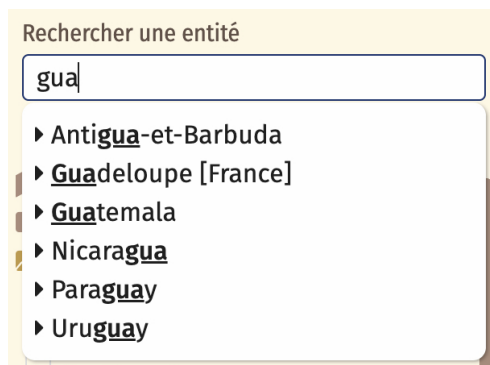 Rechercher une entité
gua
Antigua-et-Barbuda
Guadeloupe [France]
Guatemala
Nicaragua
Paraguay
Uruguay